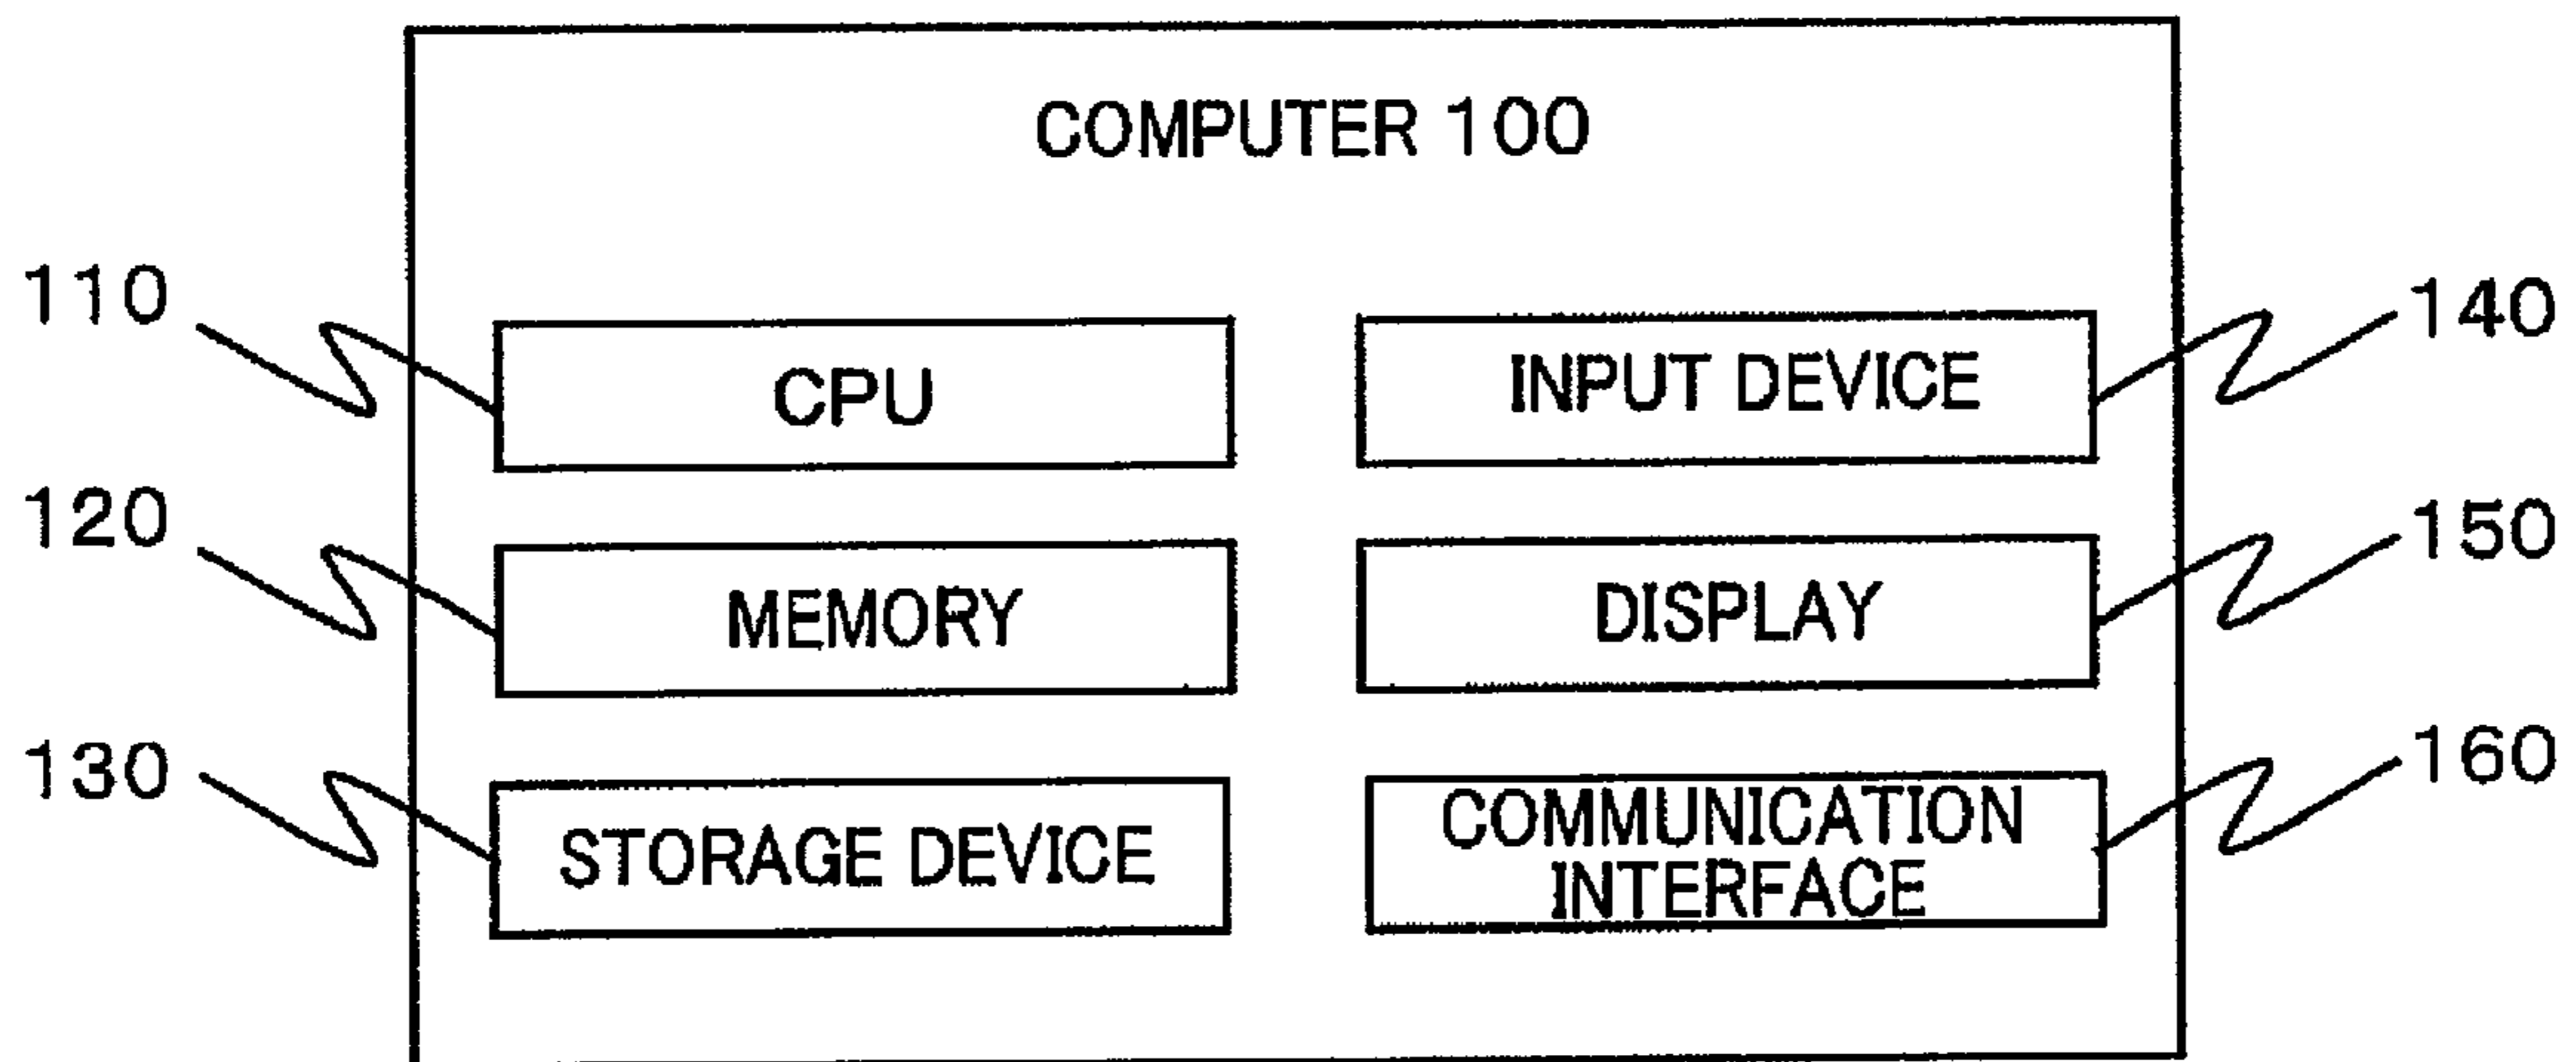 COMPUTER 100
110
CPU
INPUT DEVICE
140
120
MEMORY
DISPLAY
150
130
STORAGE DEVICE
COMMUNICATION
INTERFACE
160